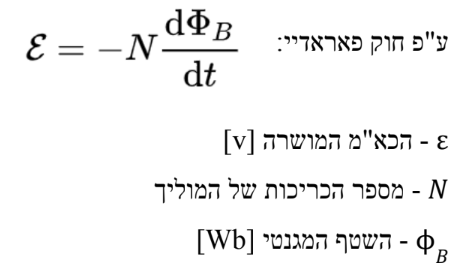 ע"פ חוק פאראדיי: ℰ = −N dΦ_B/dt
ε - הכא"מ המושרה [v]
N - מספר הכריכות של המוליך
ϕ_B - השטף המגנטי [Wb]